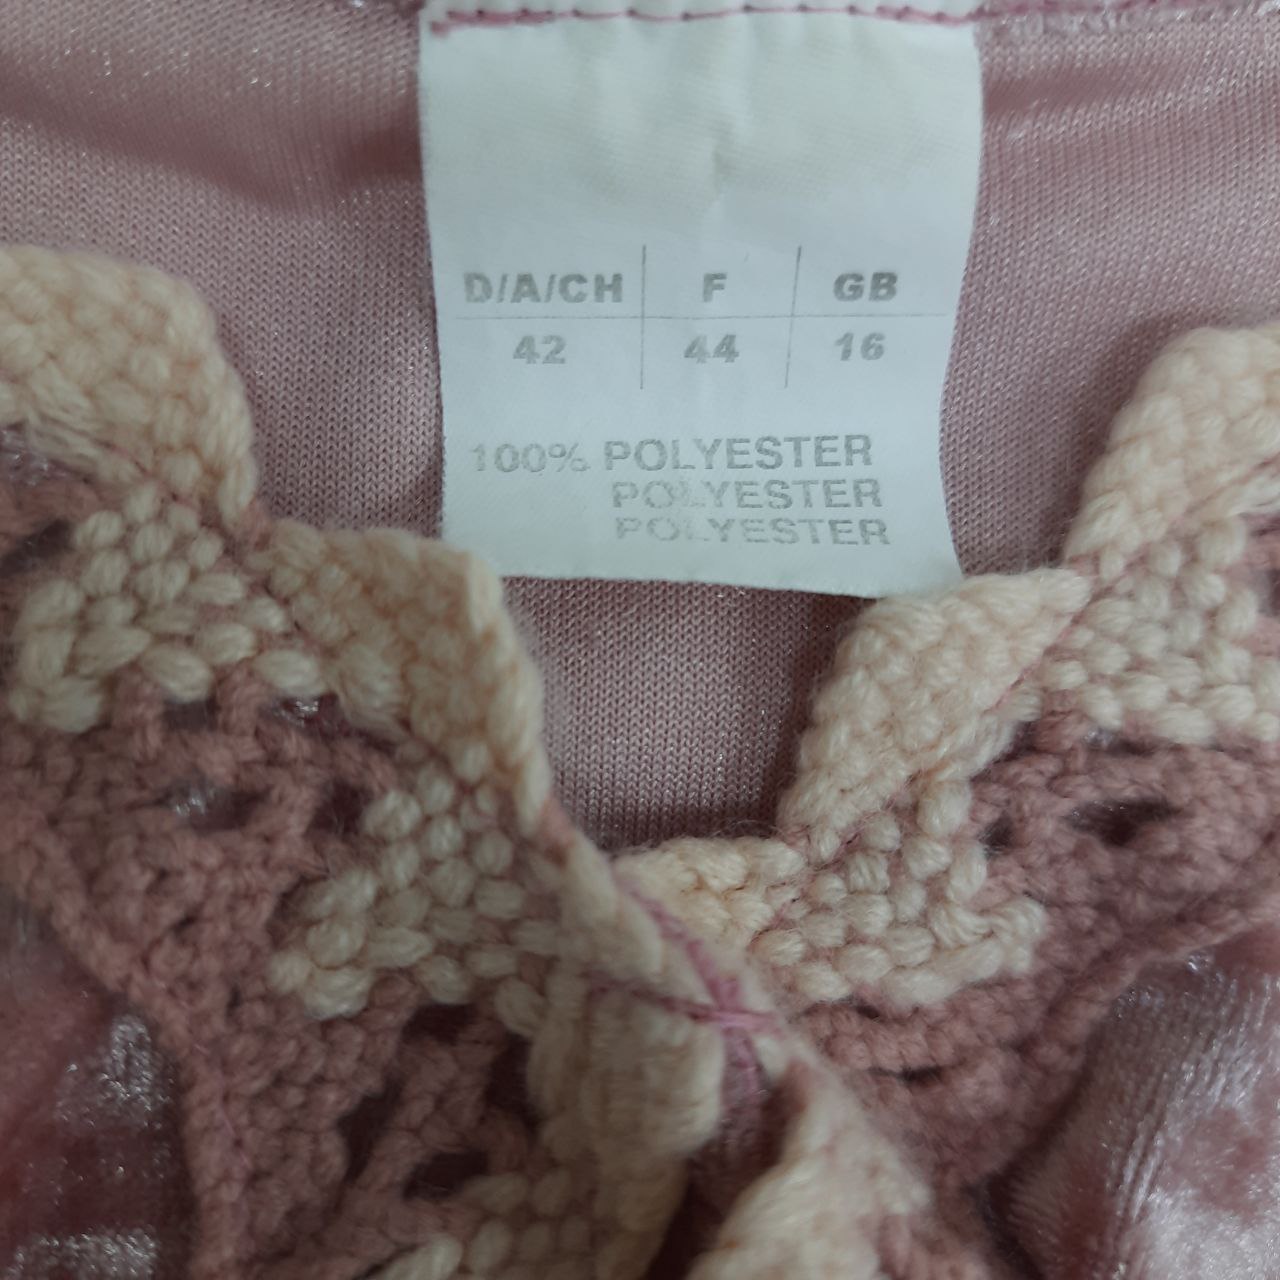 D/A/CH F GB
42 44 16
100% POLYESTER
POLYESTER
POLYESTER